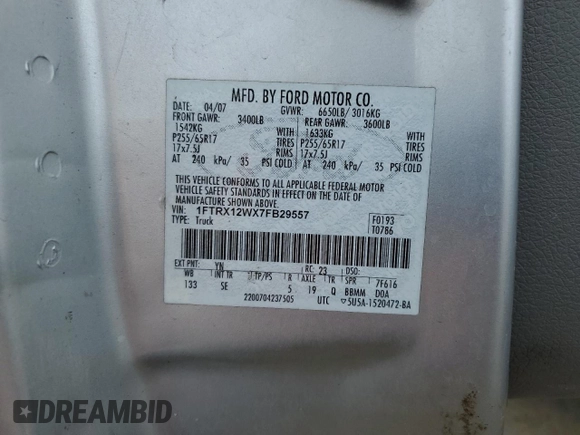 MFD. BY FORD MOTOR CO.
DATE: 04/07 GVWR: 6650LB/ 3016KG
FRONT GAWR: 3400LB REAR GAWR: 3600LB
1542KG WITH 1633KG WITH
P255/65R17 TIRES P255/65R17 TIRES
17x7.5J RIMS 17x7.5J RIMS
AT 240 kPa/ 35 PSI COLD AT 240 kPa/ 35 PSI COLD
THIS VEHICLE CONFORMS TO ALL APPLICABLE FEDERAL MOTOR
VEHICLE SAFETY STANDARDS IN EFFECT ON THE DATE OF
MANUFACTURE SHOWN ABOVE.
VIN: 1FTRX12WX7FB29557 F0193
TYPE: Truck T0786
EXT PNT: YN RC: 23 DSO:
WB INT TR TP/PS R AXLE TR SPR 7F616
133 SE 5 19 Q BBMM DOA
2200704237505 UTC ▽5U5A-1520472-BA
DREAMBID